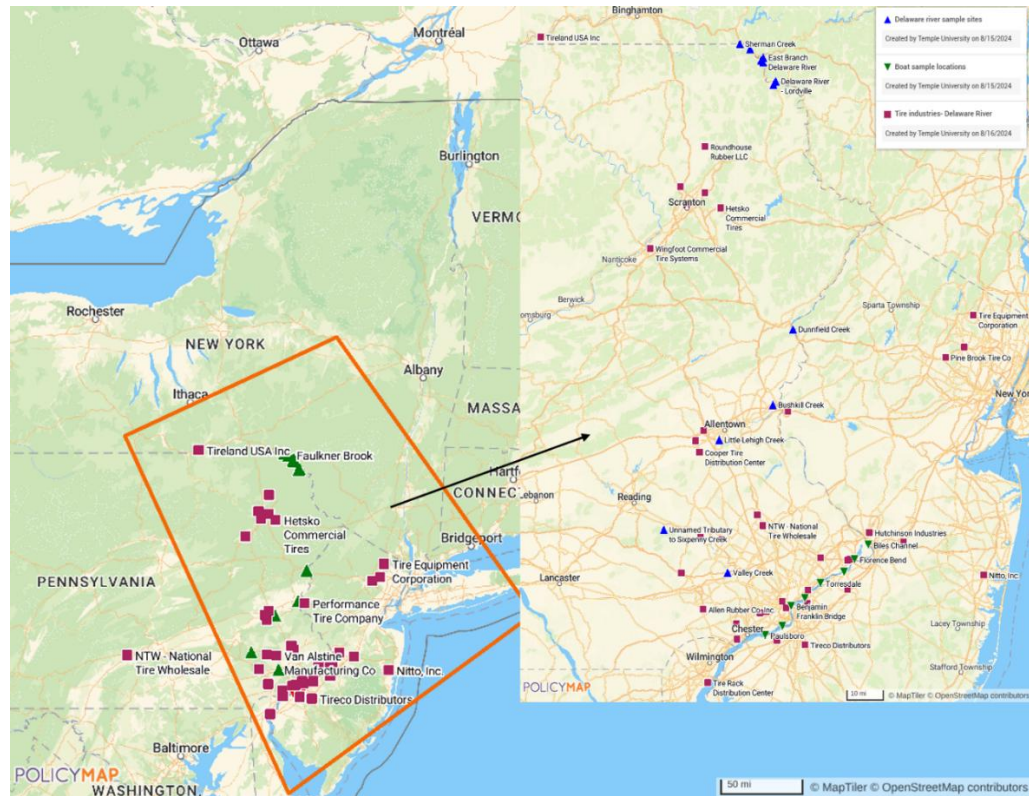 Ottawa
Montréal
Burlington
VERMO
Rochester
NEW YORK
Albany
Ithaca
MASSA
Tireland USA Inc
Faulkner Brook
Hartf
CONNEC
Hetsko
Commercial
Tires
Bridgeport
Tire Equipment
Corporation
PENNSYLVANIA
Performance
Tire Company
NTW - National
Tire Wholesale
Van Alstine
Manufacturing Co
Nitto, Inc.
Tireco Distributors
Baltimore
POLICYMAP
WASHINGTON,
50 mi
© MapTiler © OpenStreetMap contributors
Binghamton
Tireland USA Inc
Sherman Creek
East Branch
Delaware River
Delaware River
- Lordville
Delaware river sample sites
Created by Temple University on 8/15/2024
Boat sample locations
Created by Temple University on 8/15/2024
Tire industries- Delaware River
Created by Temple University on 8/16/2024
Roundhouse
Rubber LLC
Scranton
Hetsko
Commercial
Tires
Wingfoot Commercial
Tire Systems
Nanticoke
Berwick
omsburg
Sparta Township
Dunnfield Creek
Tire Equipment
Corporation
Pine Brook Tire Co
New Yor
Bushkill Creek
Allentown
Little Lehigh Creek
Cooper Tire
Distribution Center
Lebanon
Reading
Unnamed Tributary
to Sixpenny Creek
NTW - National
Tire Wholesale
Hutchinson Industries
Biles Channel
Florence Bend
Lancaster
Valley Creek
Torresdale
Nitto, Inc.
Allen Rubber Co-Inc.
Benjamin
Franklin Bridge
Chester
Paulsboro
Lacey Township
Wilmington
Tireco Distributors
Stafford Township
Tire Rack
Distribution Center
POLICYMAP
10 mi
© MapTiler © OpenStreetMap contributors